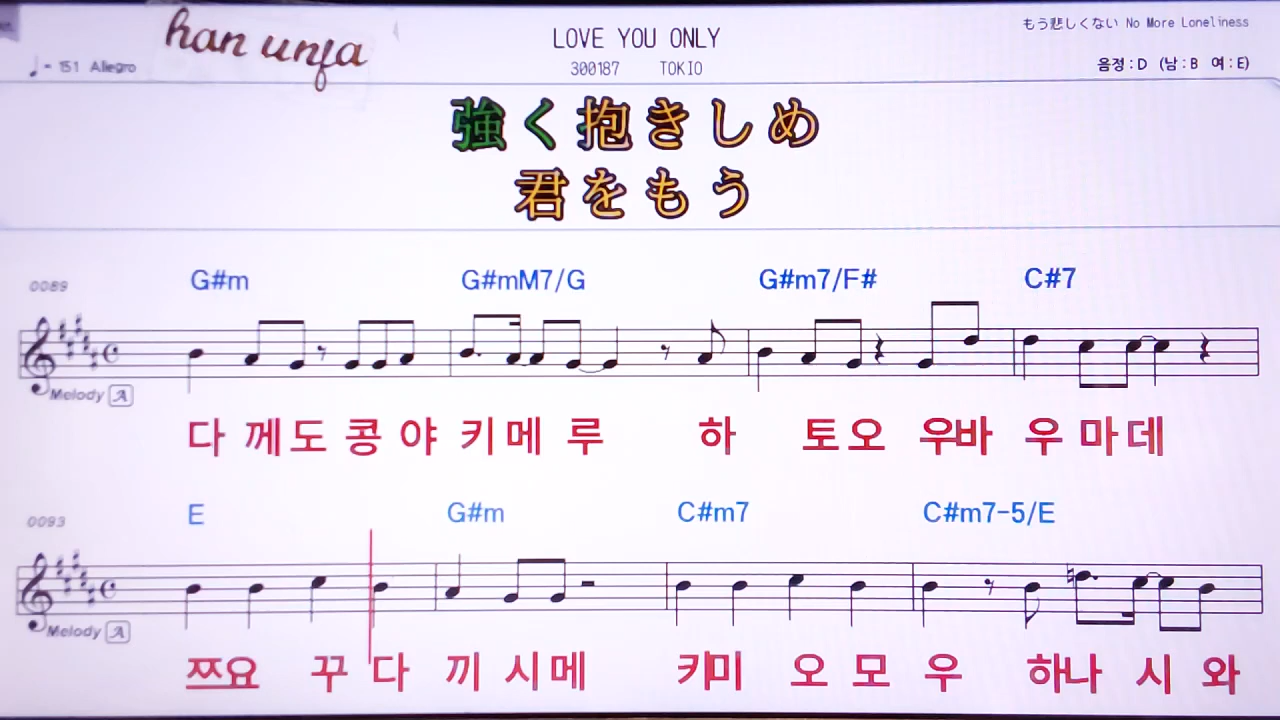 han unfa
LOVE YOU ONLY
もう悲しくない No More Loneliness
♩= 151 Allegro
300187 TOKIO
음정:D (남:B 여:E)
強く抱きしめ
君をもう
0089
G#m G#mM7/G G#m7/F# C#7
Melody A
다 께도 콩 야 키메 루 하 토오 우바 우 마데
0093
E G#m C#m7 C#m7-5/E
Melody A
쯔요 꾸 다 끼 시메 키미 오 모 우 하나 시 와